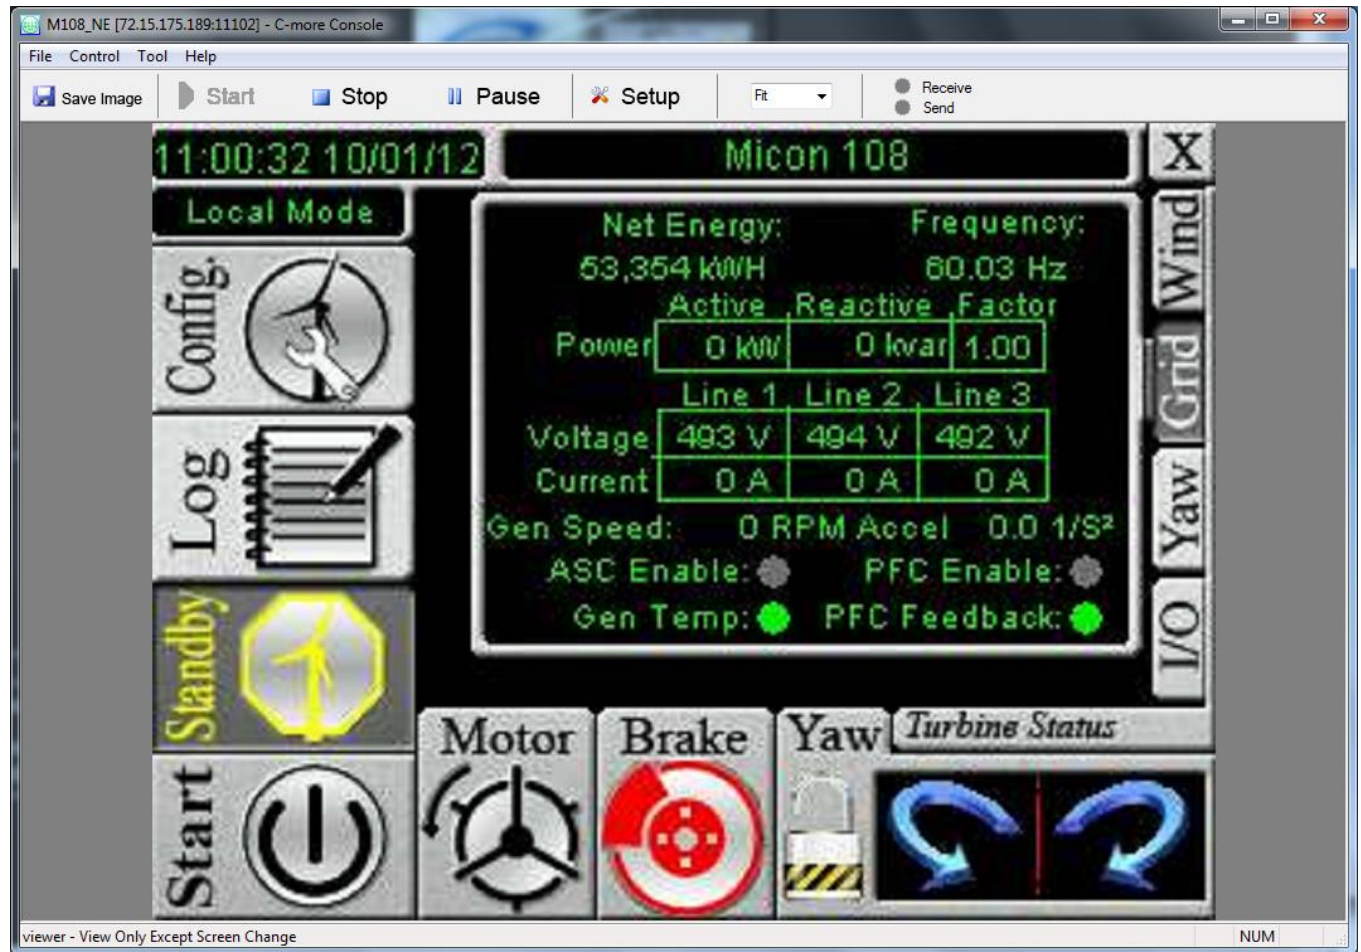 M108_NE [72.15.175.189:11102] - C-more Console
File Control Tool Help
Save Image Start Stop Pause Setup Fit Receive
Send
11:00:32 10/01/12 Micon 108 X
Local Mode
Config.
Log
Standby
Start
Net Energy: Frequency:
53,354 kWH 60.03 Hz
Active Reactive Factor
Power 0 kW 0 kvar 1.00
Line 1 Line 2 Line 3
Voltage 493 V 494 V 492 V
Current 0 A 0 A 0 A
Gen Speed: 0 RPM Accel 0.0 1/S²
ASC Enable: PFC Enable:
Gen Temp: PFC Feedback:
Wind
Grid
Yaw
I/O
Motor Brake Yaw Turbine Status
viewer - View Only Except Screen Change NUM